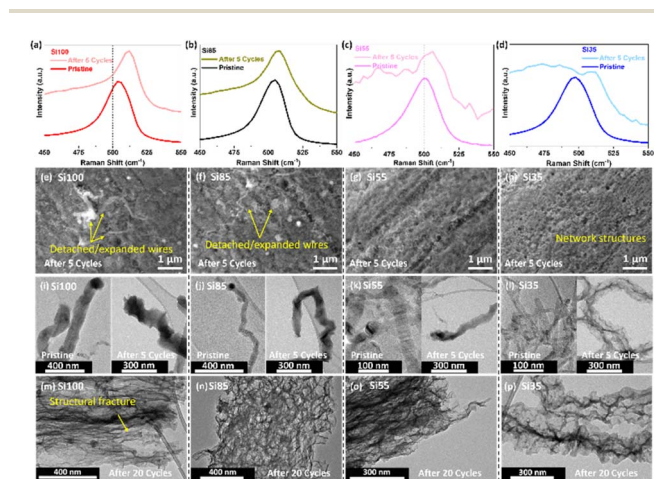 (a)
Si100
After 5 Cycles
Pristine
Intensity (a.u.)
450 475 500 525 550
Raman Shift (cm⁻¹)
(b)
Si85
After 5 Cycles
Pristine
Intensity (a.u.)
450 475 500 525 550
Raman Shift (cm⁻¹)
(c)
Si55
After 5 Cycles
Pristine
Intensity (a.u.)
450 475 500 525 550
Raman Shift (cm⁻¹)
(d)
Si35
After 5 Cycles
Pristine
Intensity (a.u.)
450 475 500 525 550
Raman Shift (cm⁻¹)
(e) Si100
Detached/expanded wires
After 5 Cycles 1 μm
(f) Si85
Detached/expanded wires
After 5 Cycles 1 μm
(g) Si55
After 5 Cycles 1 μm
(h) Si35
Network structures
After 5 Cycles 1 μm
(i) Si100
Pristine After 5 Cycles
400 nm 300 nm
(j) Si85
Pristine After 5 Cycles
400 nm 300 nm
(k) Si55
Pristine After 5 Cycles
100 nm 300 nm
(l) Si35
Pristine After 5 Cycles
100 nm 300 nm
(m) Si100
Structural fracture
400 nm After 20 Cycles
(n) Si85
400 nm After 20 Cycles
(o) Si55
300 nm After 20 Cycles
(p) Si35
300 nm After 20 Cycles